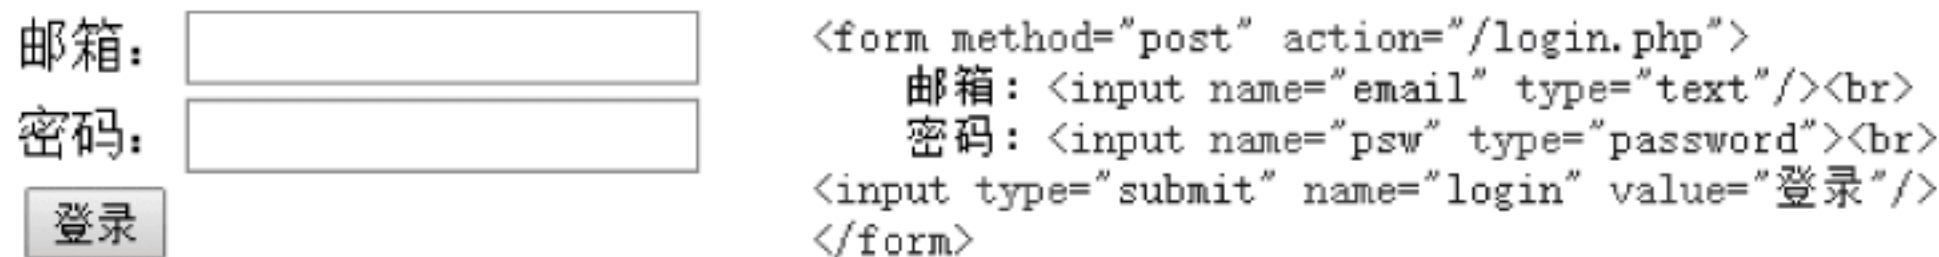 邮箱：
密码：
登录
<form method="post" action="/login.php">
邮箱：<input name="email" type="text"/><br>
密码：<input name="psw" type="password"><br>
<input type="submit" name="login" value="登录"/>
</form>